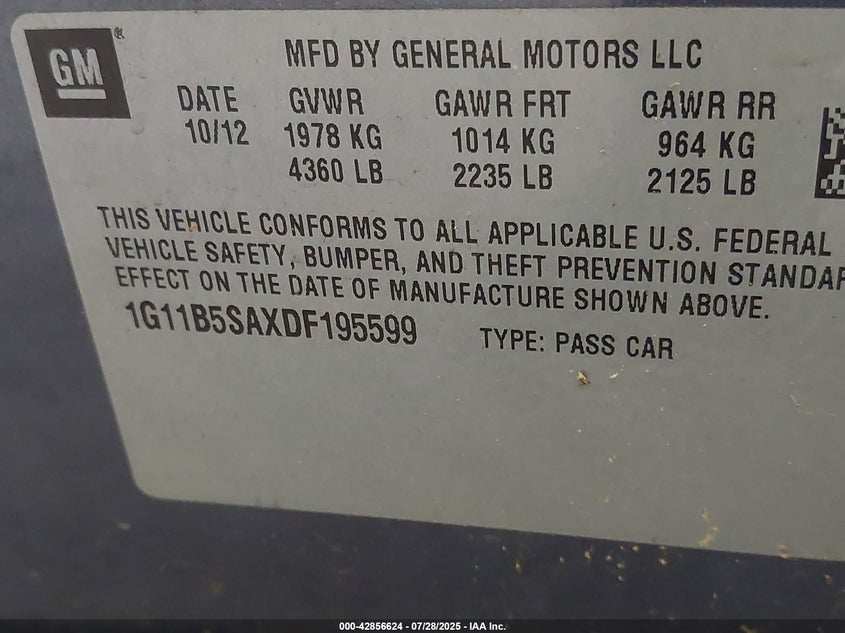 GM®
MFD BY GENERAL MOTORS LLC
DATE GVWR GAWR FRT GAWR RR
10/12 1978 KG 1014 KG 964 KG
4360 LB 2235 LB 2125 LB
THIS VEHICLE CONFORMS TO ALL APPLICABLE U.S. FEDERAL
VEHICLE SAFETY, BUMPER, AND THEFT PREVENTION STANDAR
EFFECT ON THE DATE OF MANUFACTURE SHOWN ABOVE.
1G11B5SAXDF195599 TYPE: PASS CAR
000-42856624 - 07/28/2025 - IAA Inc.